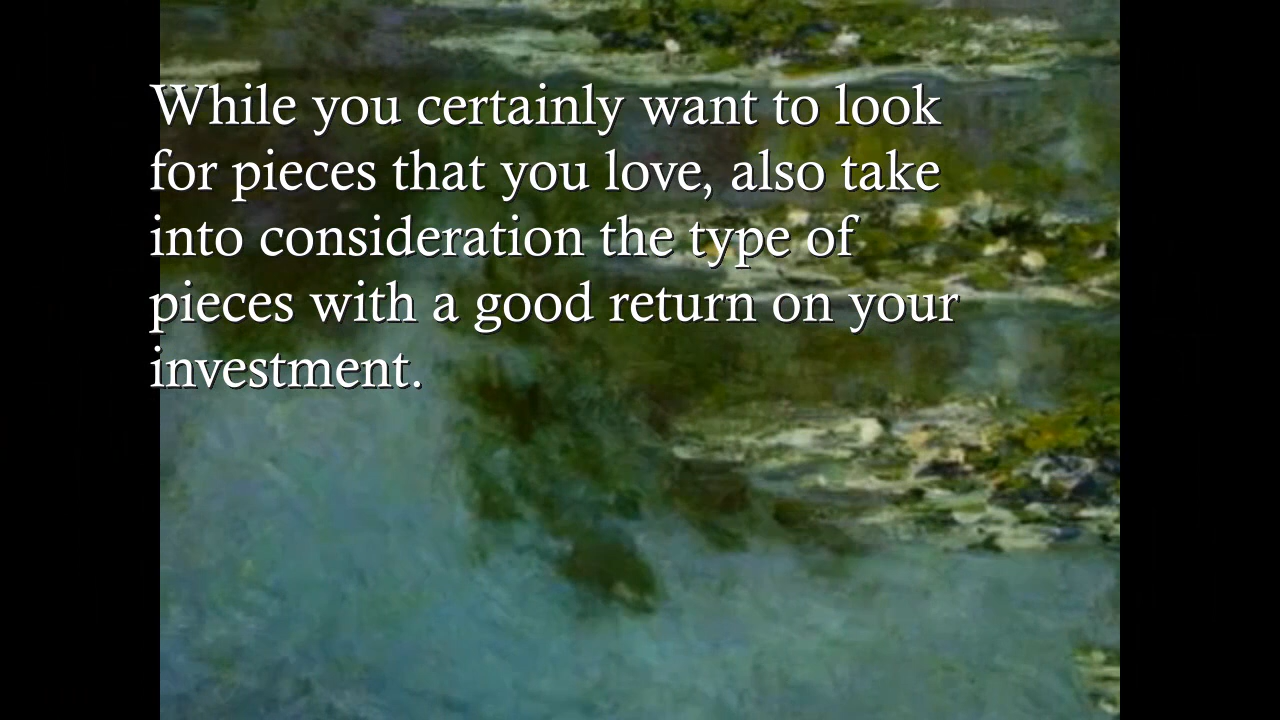 While you certainly want to look
for pieces that you love, also take
into consideration the type of
pieces with a good return on your
investment.